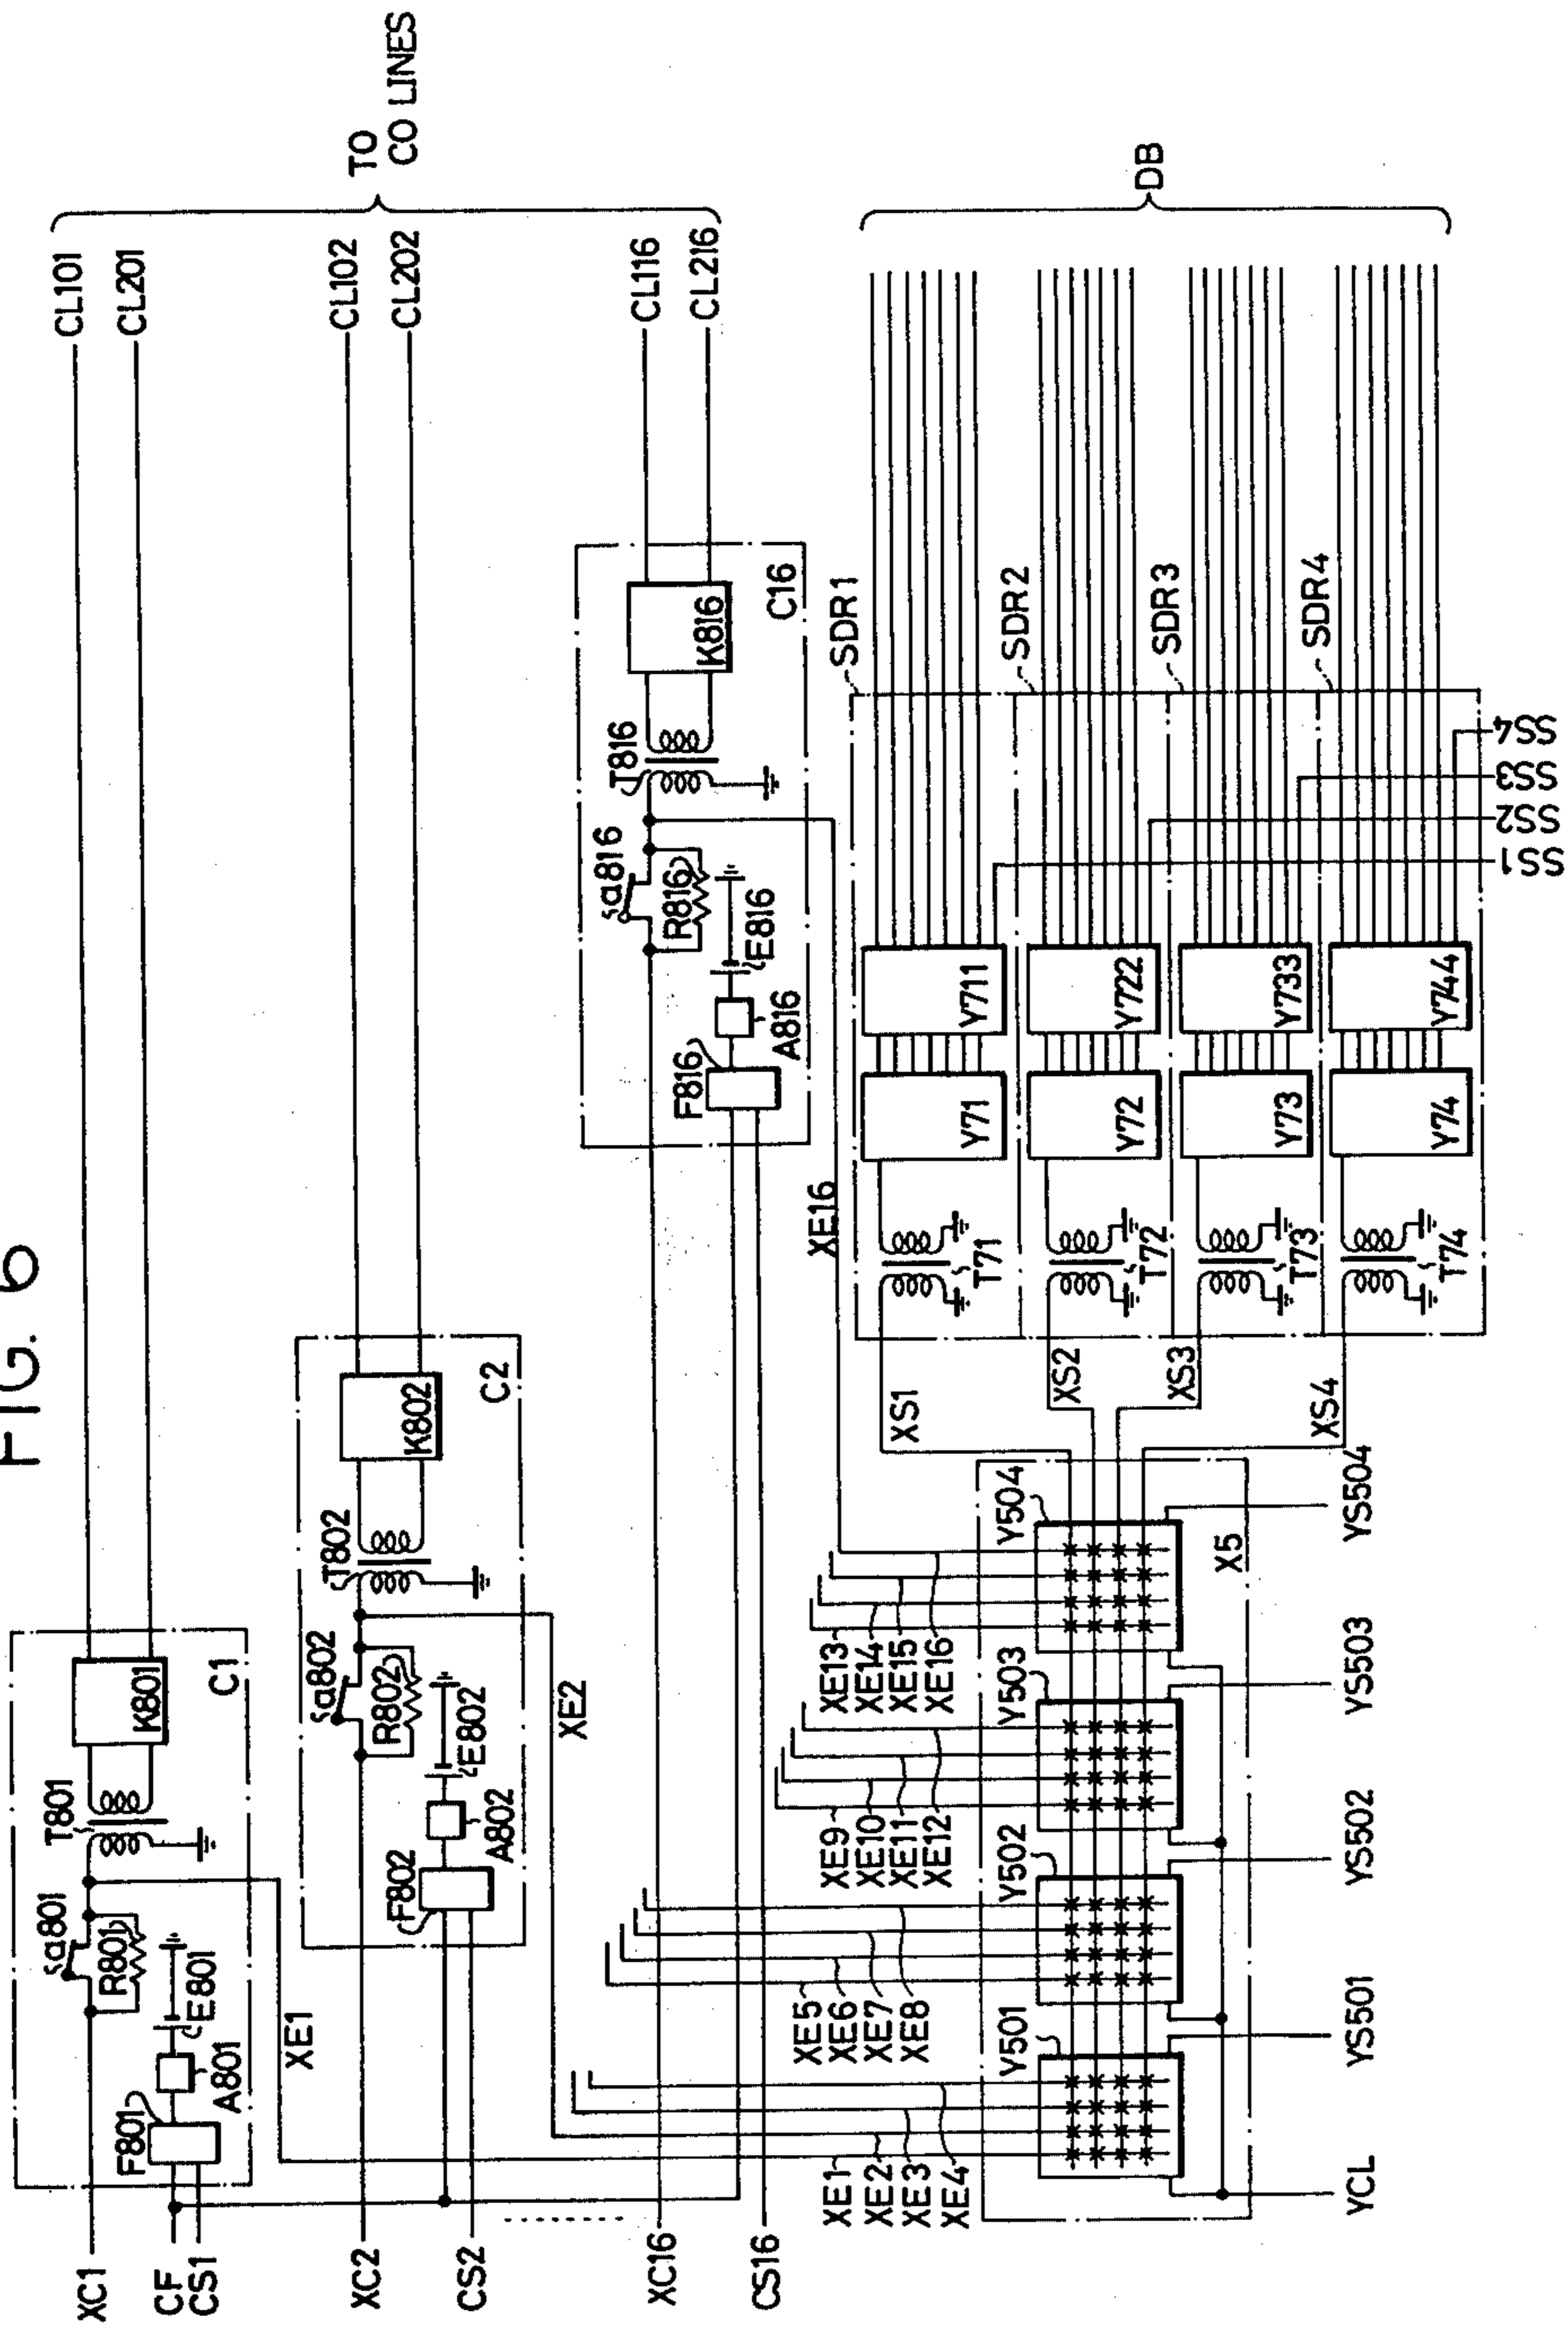 FIG. 6
CL101
CL201
CL102
CL202
CL116
CL216
TO
CO LINES
DB
XC1
CF
CS1
F801
A801
E801
R801
a801
T801
K801
C1
XE1
XC2
CS2
F802
A802
E802
R802
a802
T802
K802
C2
XE2
XC16
CS16
F816
A816
E816
R816
a816
T816
K816
C16
XE16
SDR1
SDR2
SDR3
SDR4
Y71
Y711
Y72
Y722
Y73
Y733
Y74
Y744
T71
T72
T73
T74
SS1
SS2
SS3
SS4
XS1
XS2
XS3
XS4
XE1
XE2
XE3
XE4
Y501
XE5
XE6
XE7
XE8
Y502
XE9
XE10
XE11
XE12
Y503
XE13
XE14
XE15
XE16
Y504
X5
YCL
YS501
YS502
YS503
YS504